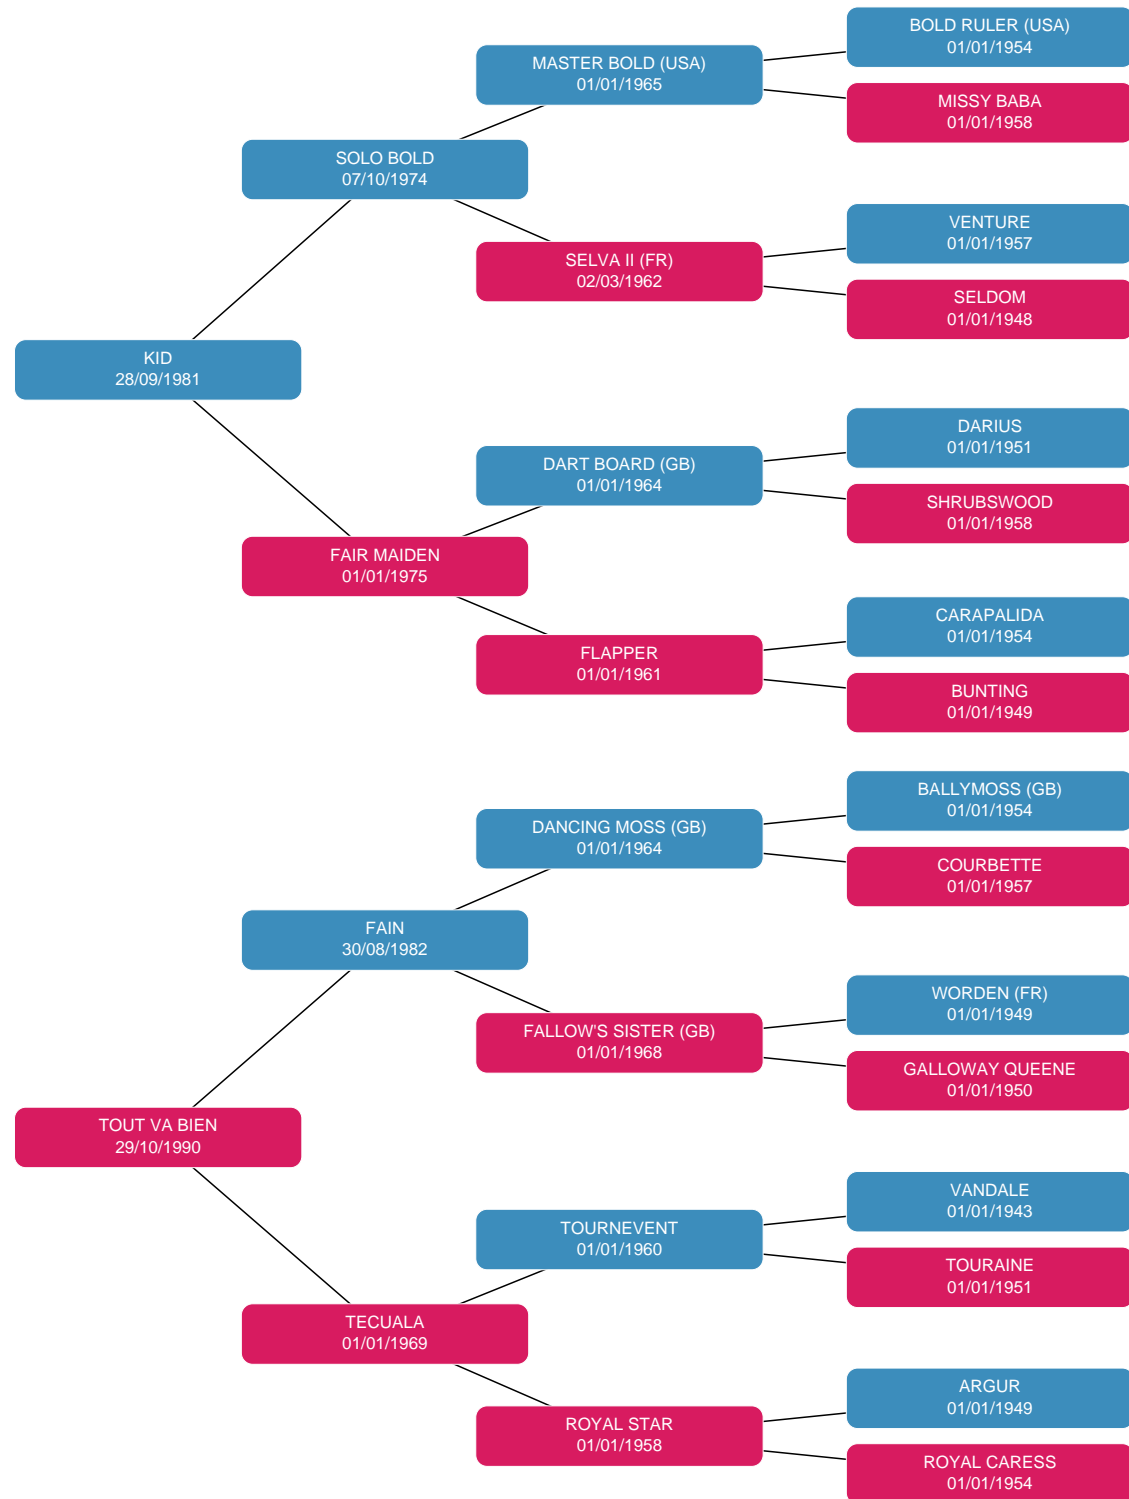 BOLD RULER (USA)
01/01/1954
MASTER BOLD (USA)
01/01/1965
MISSY BABA
01/01/1958
SOLO BOLD
07/10/1974
VENTURE
01/01/1957
SELVA II (FR)
02/03/1962
SELDOM
01/01/1948
KID
28/09/1981
DARIUS
01/01/1951
DART BOARD (GB)
01/01/1964
SHRUBSWOOD
01/01/1958
FAIR MAIDEN
01/01/1975
CARAPALIDA
01/01/1954
FLAPPER
01/01/1961
BUNTING
01/01/1949
BALLYMOSS (GB)
01/01/1954
DANCING MOSS (GB)
01/01/1964
COURBETTE
01/01/1957
FAIN
30/08/1982
WORDEN (FR)
01/01/1949
FALLOW'S SISTER (GB)
01/01/1968
GALLOWAY QUEENE
01/01/1950
TOUT VA BIEN
29/10/1990
VANDALE
01/01/1943
TOURNEVENT
01/01/1960
TOURAINE
01/01/1951
TECUALA
01/01/1969
ARGUR
01/01/1949
ROYAL STAR
01/01/1958
ROYAL CARESS
01/01/1954